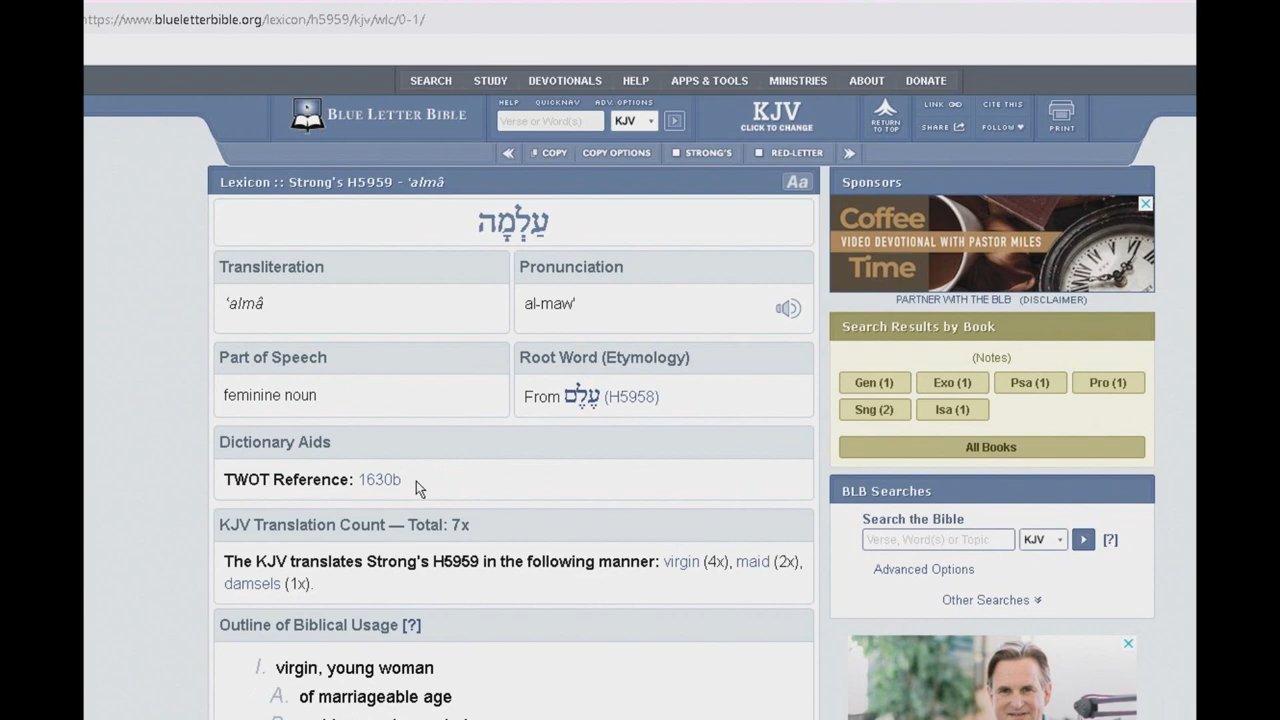 https://www.blueletterbible.org/lexicon/h5959/kjv/wlc/0-1/
SEARCH STUDY DEVOTIONALS HELP APPS & TOOLS MINISTRIES ABOUT DONATE
BLUE LETTER BIBLE
HELP QUICKNAV ADV. OPTIONS
Verse or Word(s) KJV
KJV
CLICK TO CHANGE
RETURN
TO TOP
LINK CITE THIS
SHARE FOLLOW
PRINT
COPY COPY OPTIONS STRONG'S RED-LETTER
Lexicon :: Strong's H5959 - ʿalmâ Aa
עַלְמָה
Transliteration
ʿalmâ
Pronunciation
al-maw'
Part of Speech
feminine noun
Root Word (Etymology)
From עֶלֶם (H5958)
Dictionary Aids
TWOT Reference: 1630b
KJV Translation Count — Total: 7x
The KJV translates Strong's H5959 in the following manner: virgin (4x), maid (2x),
damsels (1x).
Outline of Biblical Usage [?]
I. virgin, young woman
A. of marriageable age
Sponsors
Coffee
VIDEO DEVOTIONAL WITH PASTOR MILES
Time
PARTNER WITH THE BLB (DISCLAIMER)
Search Results by Book
(Notes)
Gen (1) Exo (1) Psa (1) Pro (1)
Sng (2) Isa (1)
All Books
BLB Searches
Search the Bible
Verse, Word(s) or Topic KJV [?]
Advanced Options
Other Searches